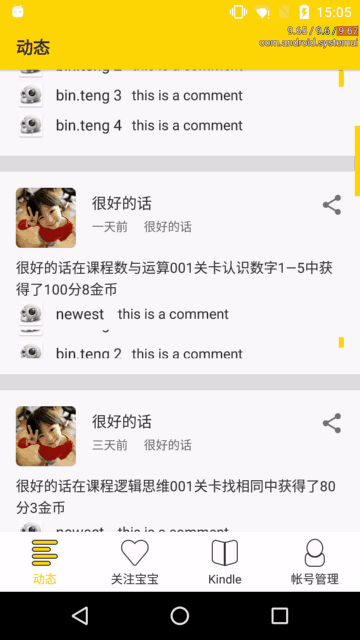 15:05
9.65 / 9.6 / 9.67
com.android.systemui
动态
bin.teng 2 this is a comment
bin.teng 3 this is a comment
bin.teng 4 this is a comment
很好的话
一天前 很好的话
很好的话在课程数与运算001关卡认识数字1—5中获
得了100分8金币
newest this is a comment
bin.teng 2 this is a comment
很好的话
三天前 很好的话
很好的话在课程逻辑思维001关卡找相同中获得了80
分3金币
newest this is a comment
动态 关注宝宝 Kindle 帐号管理